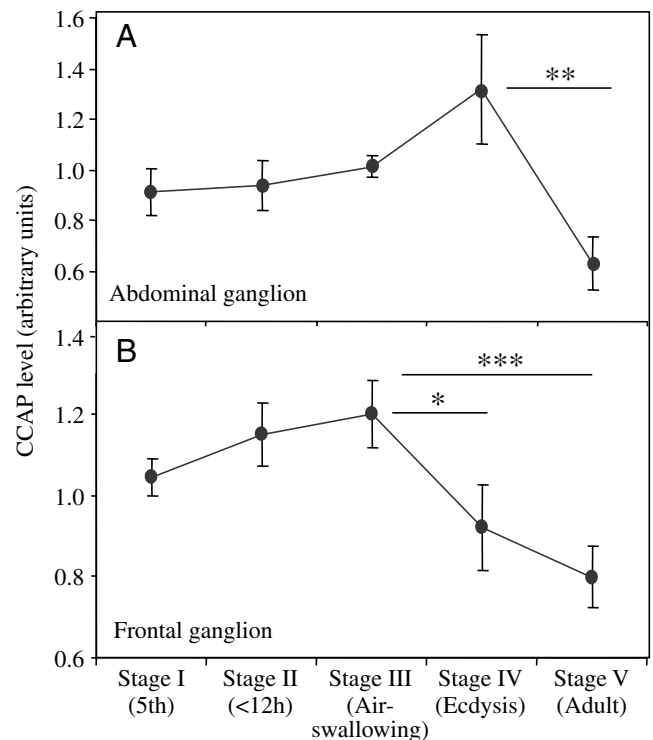 CCAP level (arbitrary units)
A
1.6
1.4
1.2
1.0
0.8
0.6
**
Abdominal ganglion
B
1.4
1.2
1.0
0.8
0.6
***
*
Frontal ganglion
Stage I
(5th)
Stage II
(<12h)
Stage III
(Air-
swallowing)
Stage IV
(Ecdysis)
Stage V
(Adult)